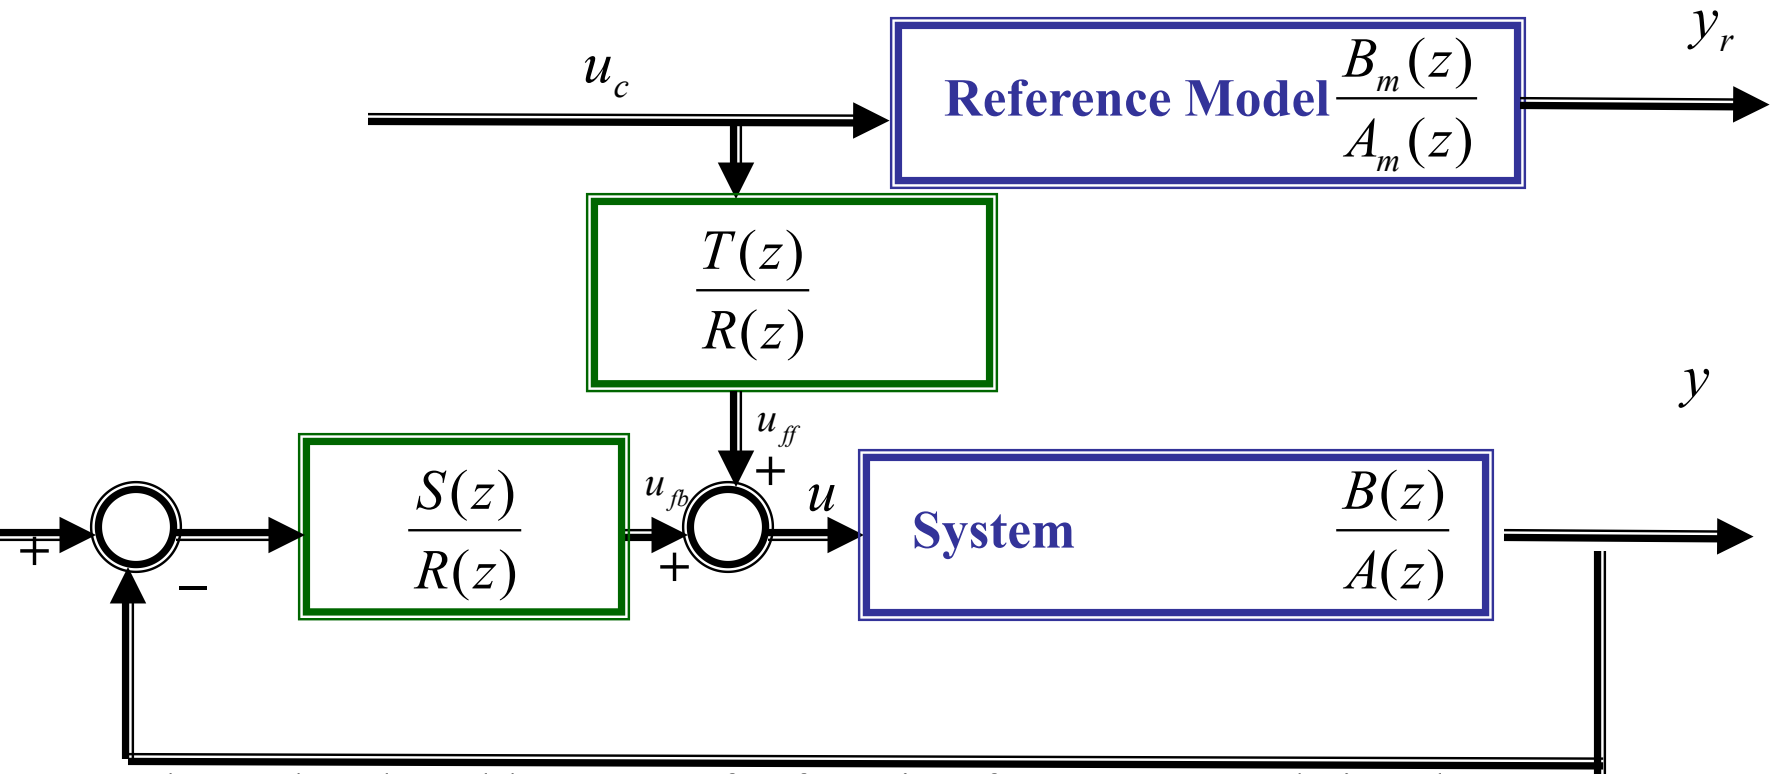 u_c
y_r
Reference Model B_m(z)
A_m(z)
T(z)
R(z)
y
u_ff
+
S(z)
R(z)
u_fb
+
u
System
B(z)
A(z)
+
−